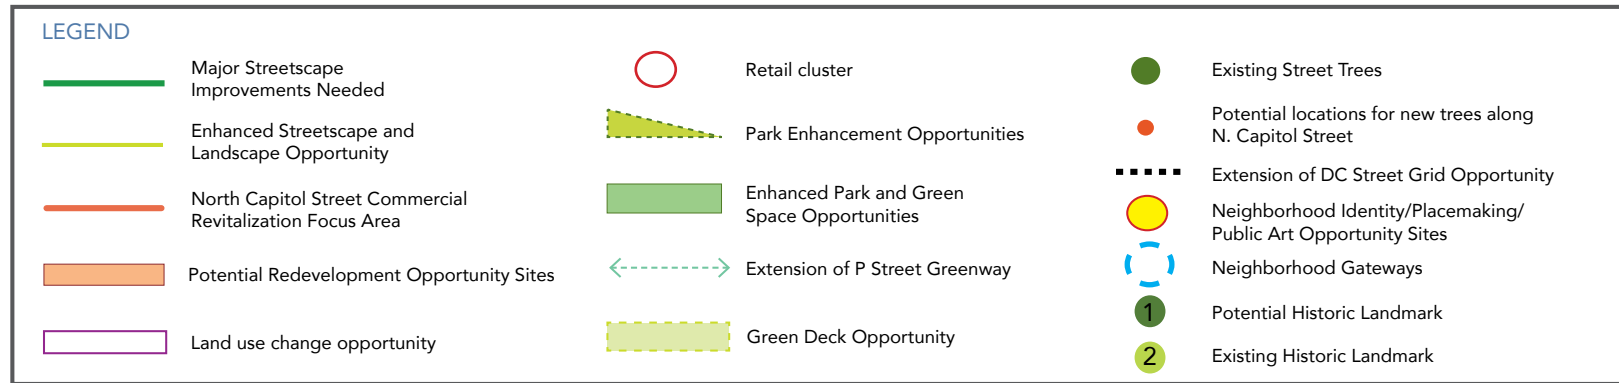 LEGEND
Major Streetscape
Improvements Needed
Enhanced Streetscape and
Landscape Opportunity
North Capitol Street Commercial
Revitalization Focus Area
Potential Redevelopment Opportunity Sites
Land use change opportunity
Retail cluster
Park Enhancement Opportunities
Enhanced Park and Green
Space Opportunities
Extension of P Street Greenway
Green Deck Opportunity
Existing Street Trees
Potential locations for new trees along
N. Capitol Street
Extension of DC Street Grid Opportunity
Neighborhood Identity/Placemaking/
Public Art Opportunity Sites
Neighborhood Gateways
1 Potential Historic Landmark
2 Existing Historic Landmark